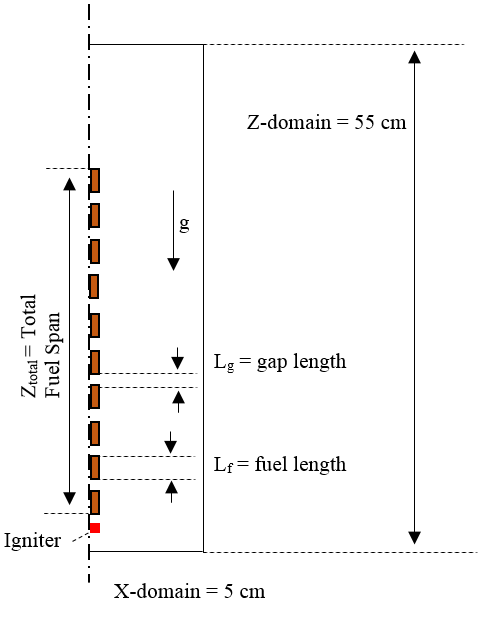 Z-domain = 55 cm
g
Z_total = Total
Fuel Span
L_g = gap length
L_f = fuel length
Igniter
X-domain = 5 cm